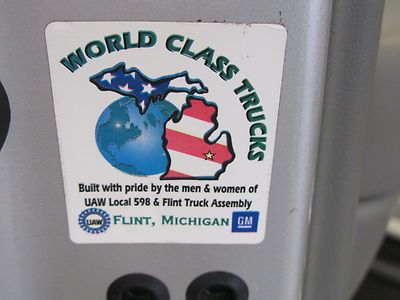 WORLD CLASS TRUCKS
Built with pride by the men & women of
UAW Local 598 & Flint Truck Assembly
UAW FLINT, MICHIGAN GM